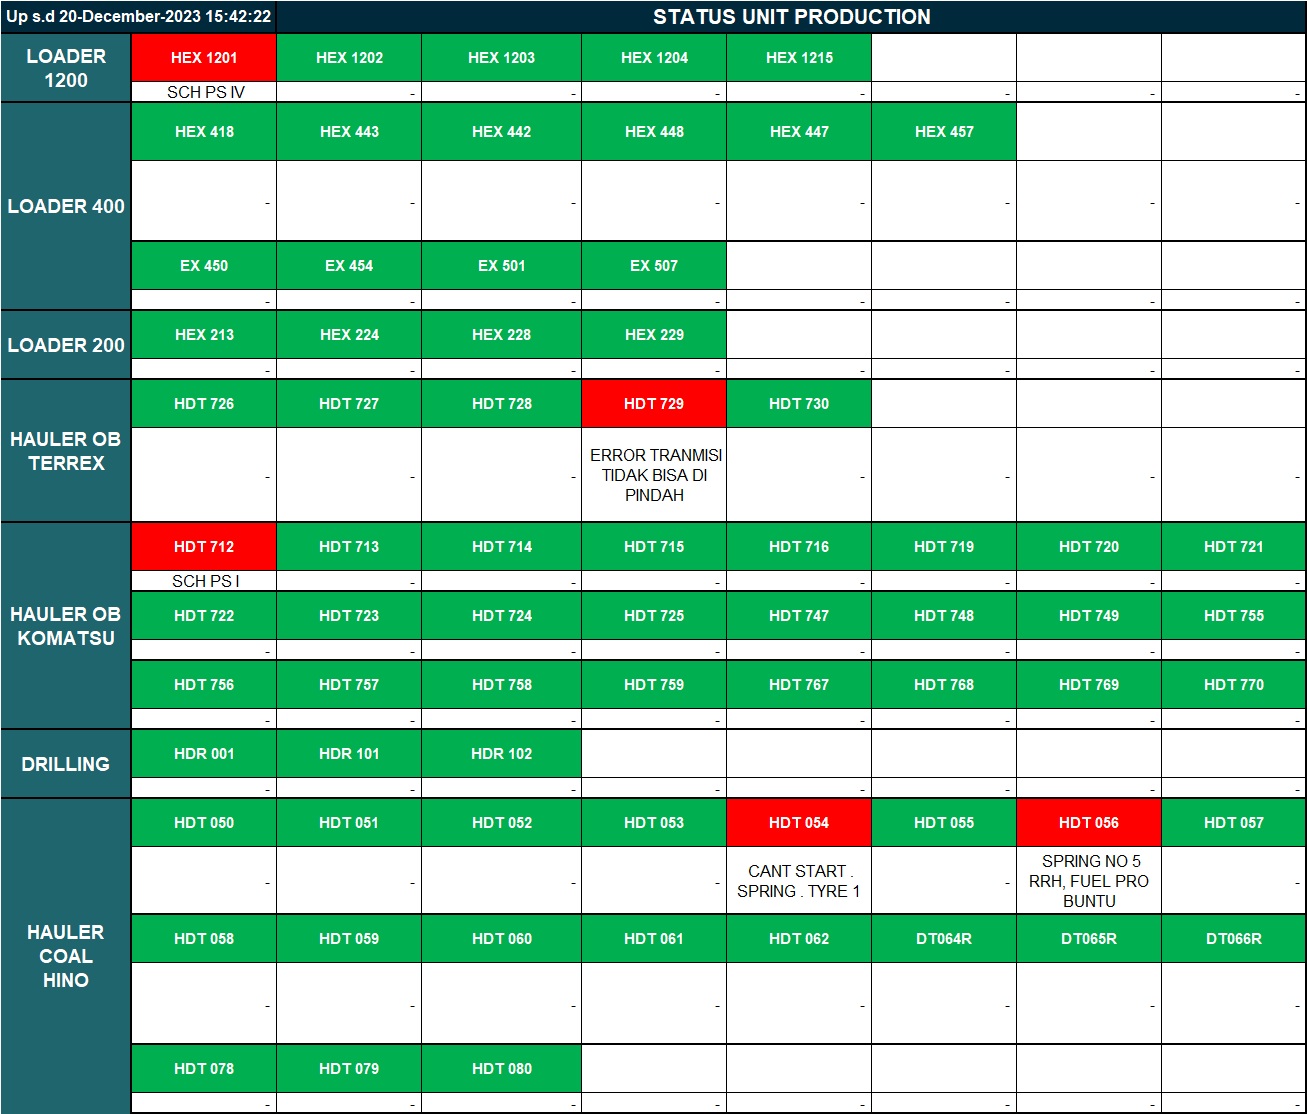 Up s.d 20-December-2023 15:42:22 STATUS UNIT PRODUCTION
LOADER
1200
HEX 1201 HEX 1202 HEX 1203 HEX 1204 HEX 1215
SCH PS IV - - - - - - -
LOADER 400
HEX 418 HEX 443 HEX 442 HEX 448 HEX 447 HEX 457
- - - - - - - -
EX 450 EX 454 EX 501 EX 507
- - - - - - - -
LOADER 200
HEX 213 HEX 224 HEX 228 HEX 229
- - - - - - - -
HAULER OB
TERREX
HDT 726 HDT 727 HDT 728 HDT 729 HDT 730
- - - ERROR TRANMISI
TIDAK BISA DI
PINDAH - - - -
HAULER OB
KOMATSU
HDT 712 HDT 713 HDT 714 HDT 715 HDT 716 HDT 719 HDT 720 HDT 721
SCH PS I - - - - - - -
HDT 722 HDT 723 HDT 724 HDT 725 HDT 747 HDT 748 HDT 749 HDT 755
- - - - - - - -
HDT 756 HDT 757 HDT 758 HDT 759 HDT 767 HDT 768 HDT 769 HDT 770
- - - - - - - -
DRILLING
HDR 001 HDR 101 HDR 102
- - - - - - - -
HAULER
COAL
HINO
HDT 050 HDT 051 HDT 052 HDT 053 HDT 054 HDT 055 HDT 056 HDT 057
- - - - CANT START .
SPRING . TYRE 1 - SPRING NO 5
RRH, FUEL PRO
BUNTU -
HDT 058 HDT 059 HDT 060 HDT 061 HDT 062 DT064R DT065R DT066R
- - - - - - - -
HDT 078 HDT 079 HDT 080
- - - - - - - -